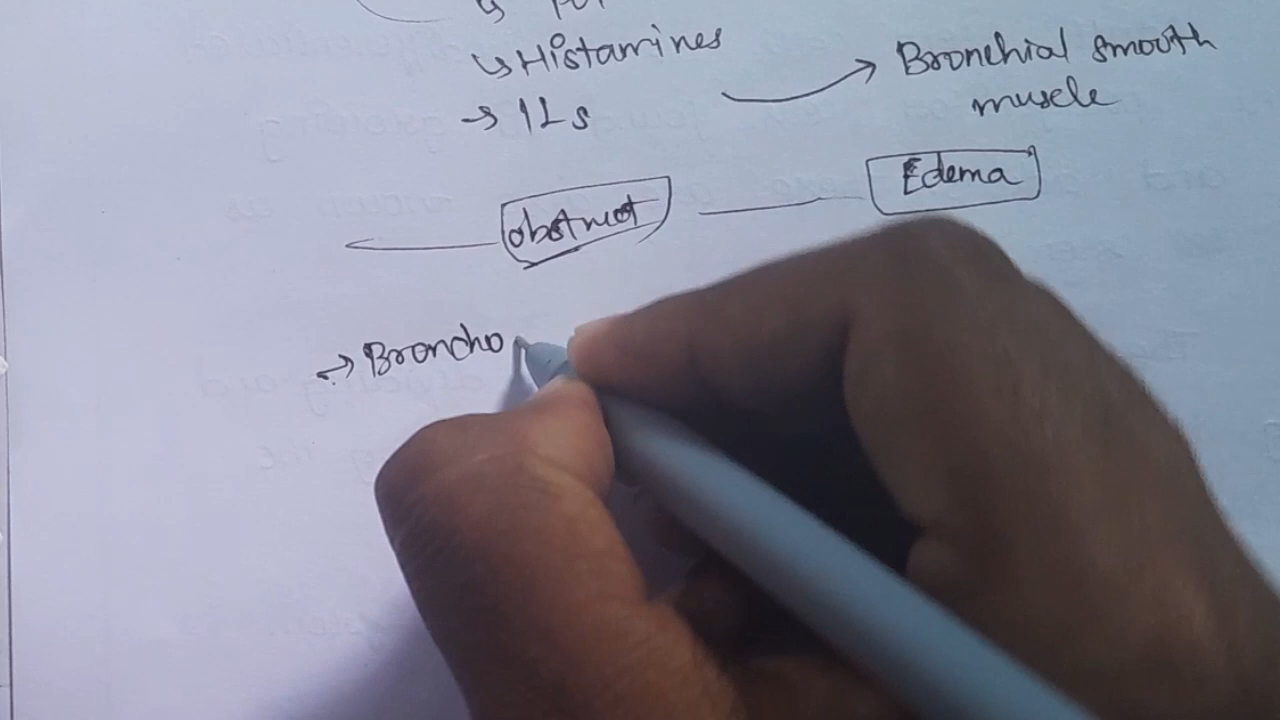 ↳ Histamines
→ ILs
→ Bronchial smooth
muscle
Edema
obstruct
→ Broncho